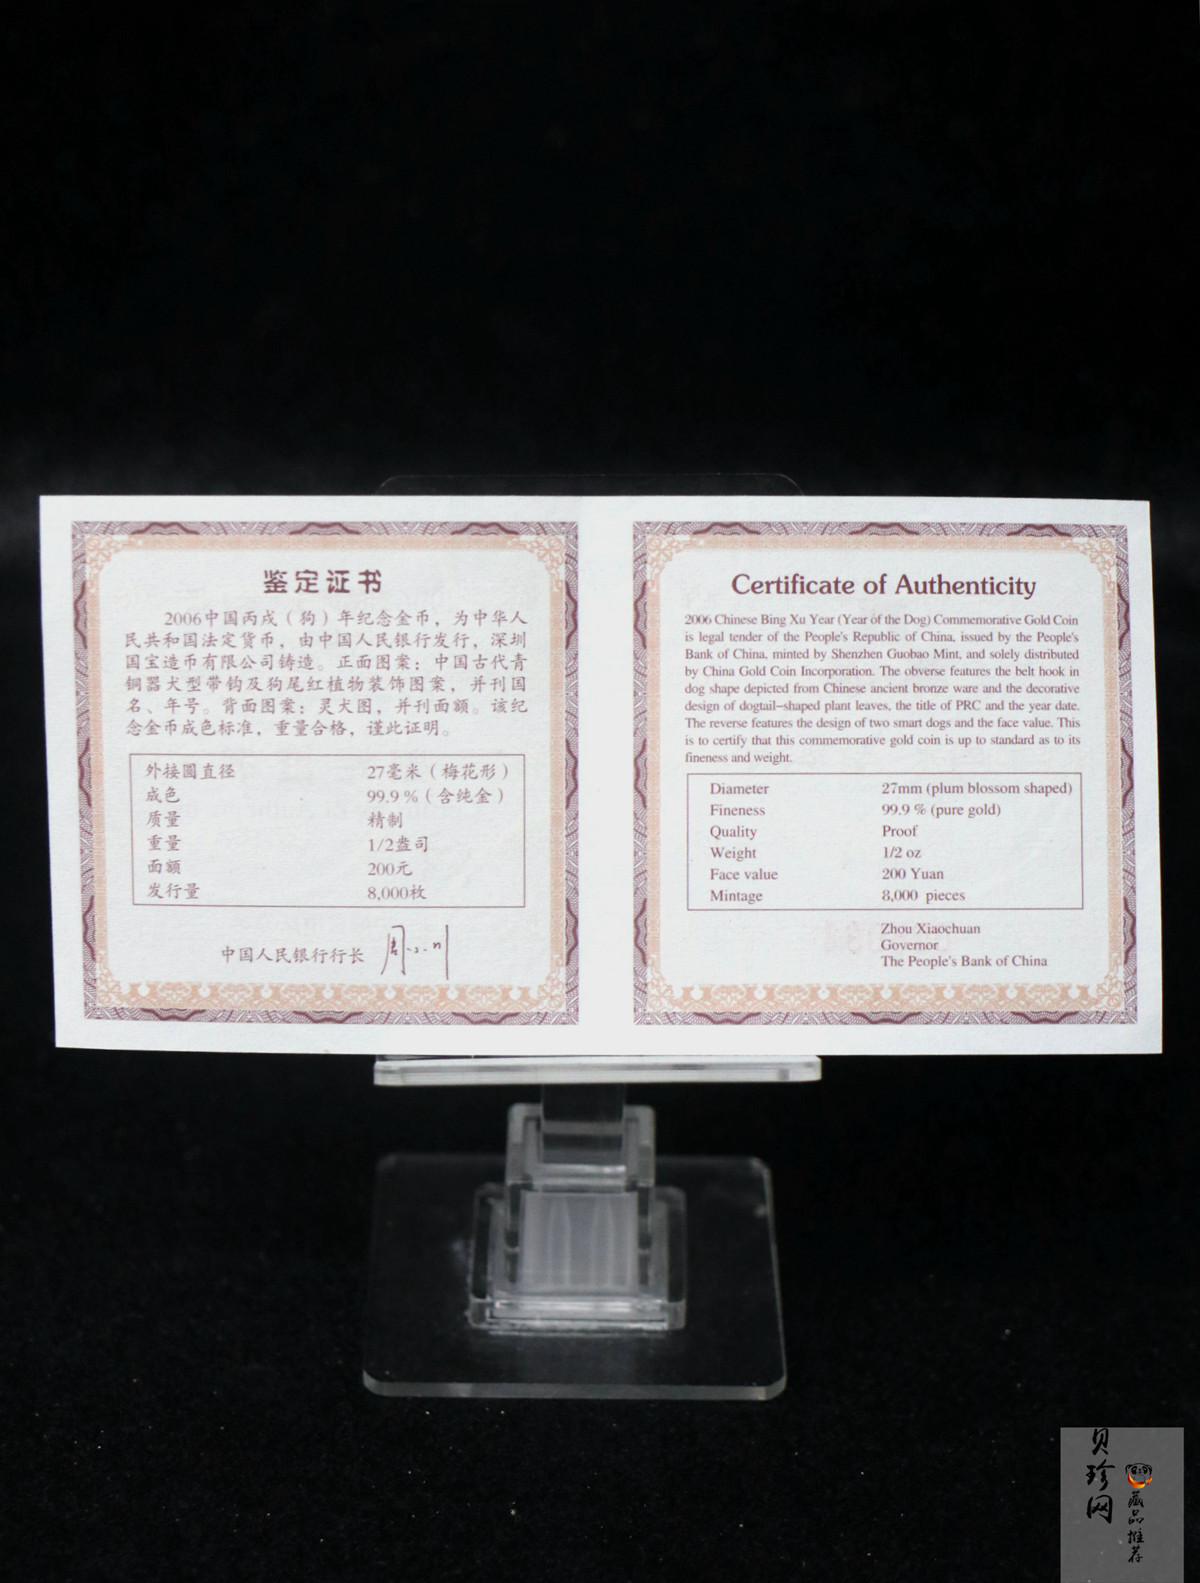 鉴定证书
2006中国丙戌（狗）年纪念金币，为中华人
民共和国法定货币，由中国人民银行发行，深圳
国宝造币有限公司铸造。正面图案：中国古代青
铜器犬型带钩及狗尾红植物装饰图案，并刊国
名、年号。背面图案：灵犬图，并刊面额。该纪
念金币成色标准，重量合格，谨此证明。
外接圆直径 27毫米（梅花形）
成色 99.9％（含纯金）
质量 精制
重量 1/2盎司
面额 200元
发行量 8,000枚
中国人民银行行长
Certificate of Authenticity
2006 Chinese Bing Xu Year (Year of the Dog) Commemorative Gold Coin
is legal tender of the People's Republic of China, issued by the People's
Bank of China, minted by Shenzhen Guobao Mint, and solely distributed
by China Gold Coin Incorporation. The obverse features the belt hook in
dog shape depicted from Chinese ancient bronze ware and the decorative
design of dogtail-shaped plant leaves, the title of PRC and the year date.
The reverse features the design of two smart dogs and the face value. This
is to certify that this commemorative gold coin is up to standard as to its
fineness and weight.
Diameter 27mm (plum blossom shaped)
Fineness 99.9 % (pure gold)
Quality Proof
Weight 1/2 oz
Face value 200 Yuan
Mintage 8,000 pieces
Zhou Xiaochuan
Governor
The People's Bank of China
贝珍网
藏品推荐